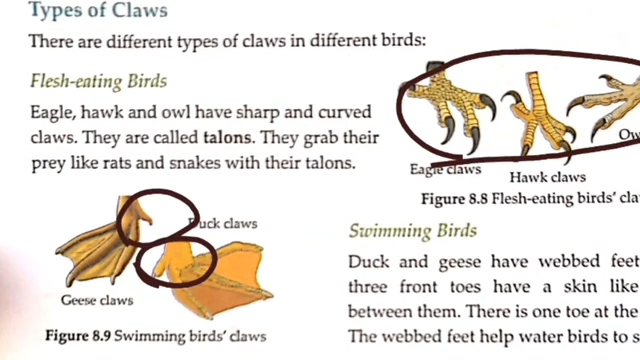 Types of Claws
There are different types of claws in different birds:
Flesh-eating Birds
Eagle, hawk and owl have sharp and curved
claws. They are called talons. They grab their
prey like rats and snakes with their talons.
Eagle claws
Hawk claws
Figure 8.8 Flesh-eating birds'
uck claws
Geese claws
Figure 8.9 Swimming birds' claws
Swimming Birds
Duck and geese have webbed feet
three front toes have a skin like
between them. There is one toe at the
The webbed feet help water birds to s